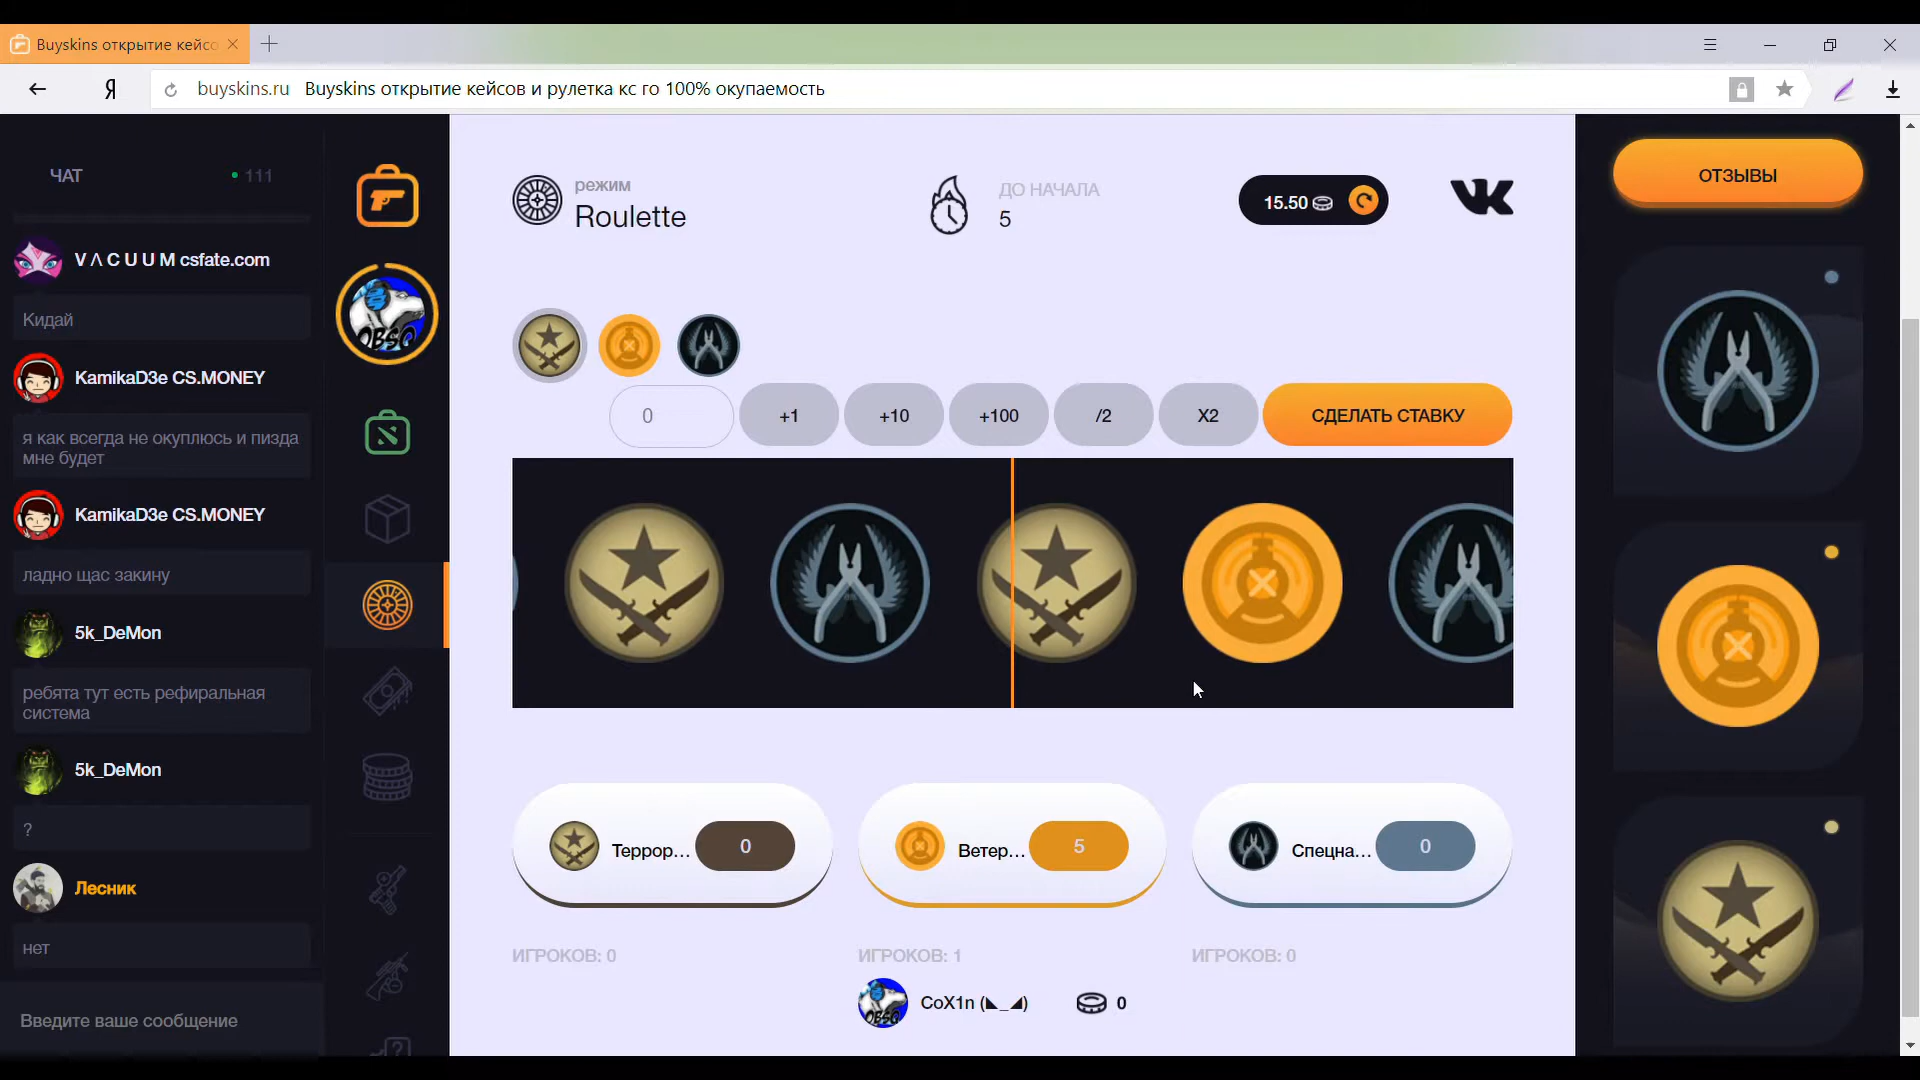 Buyskins открытие кейсо
Я
buyskins.ru Buyskins открытие кейсов и рулетка кс го 100% окупаемость
ЧАТ
111
V Λ C U U M csfate.com
Кидай
KamikaD3e CS.MONEY
я как всегда не окуплюсь и пизда
мне будет
KamikaD3e CS.MONEY
ладно щас закину
5k_DeMon
ребята тут есть рефиральная
система
5k_DeMon
?
Лесник
нет
Введите ваше сообщение
OBSO
режим
Roulette
ДО НАЧАЛА
5
15.50
ОТЗЫВЫ
0
+1
+10
+100
/2
X2
СДЕЛАТЬ СТАВКУ
Террор... 0
Ветер... 5
Спецна... 0
ИГРОКОВ: 0
ИГРОКОВ: 1
ИГРОКОВ: 0
OBSO
CoX1n (◣_◢)
0